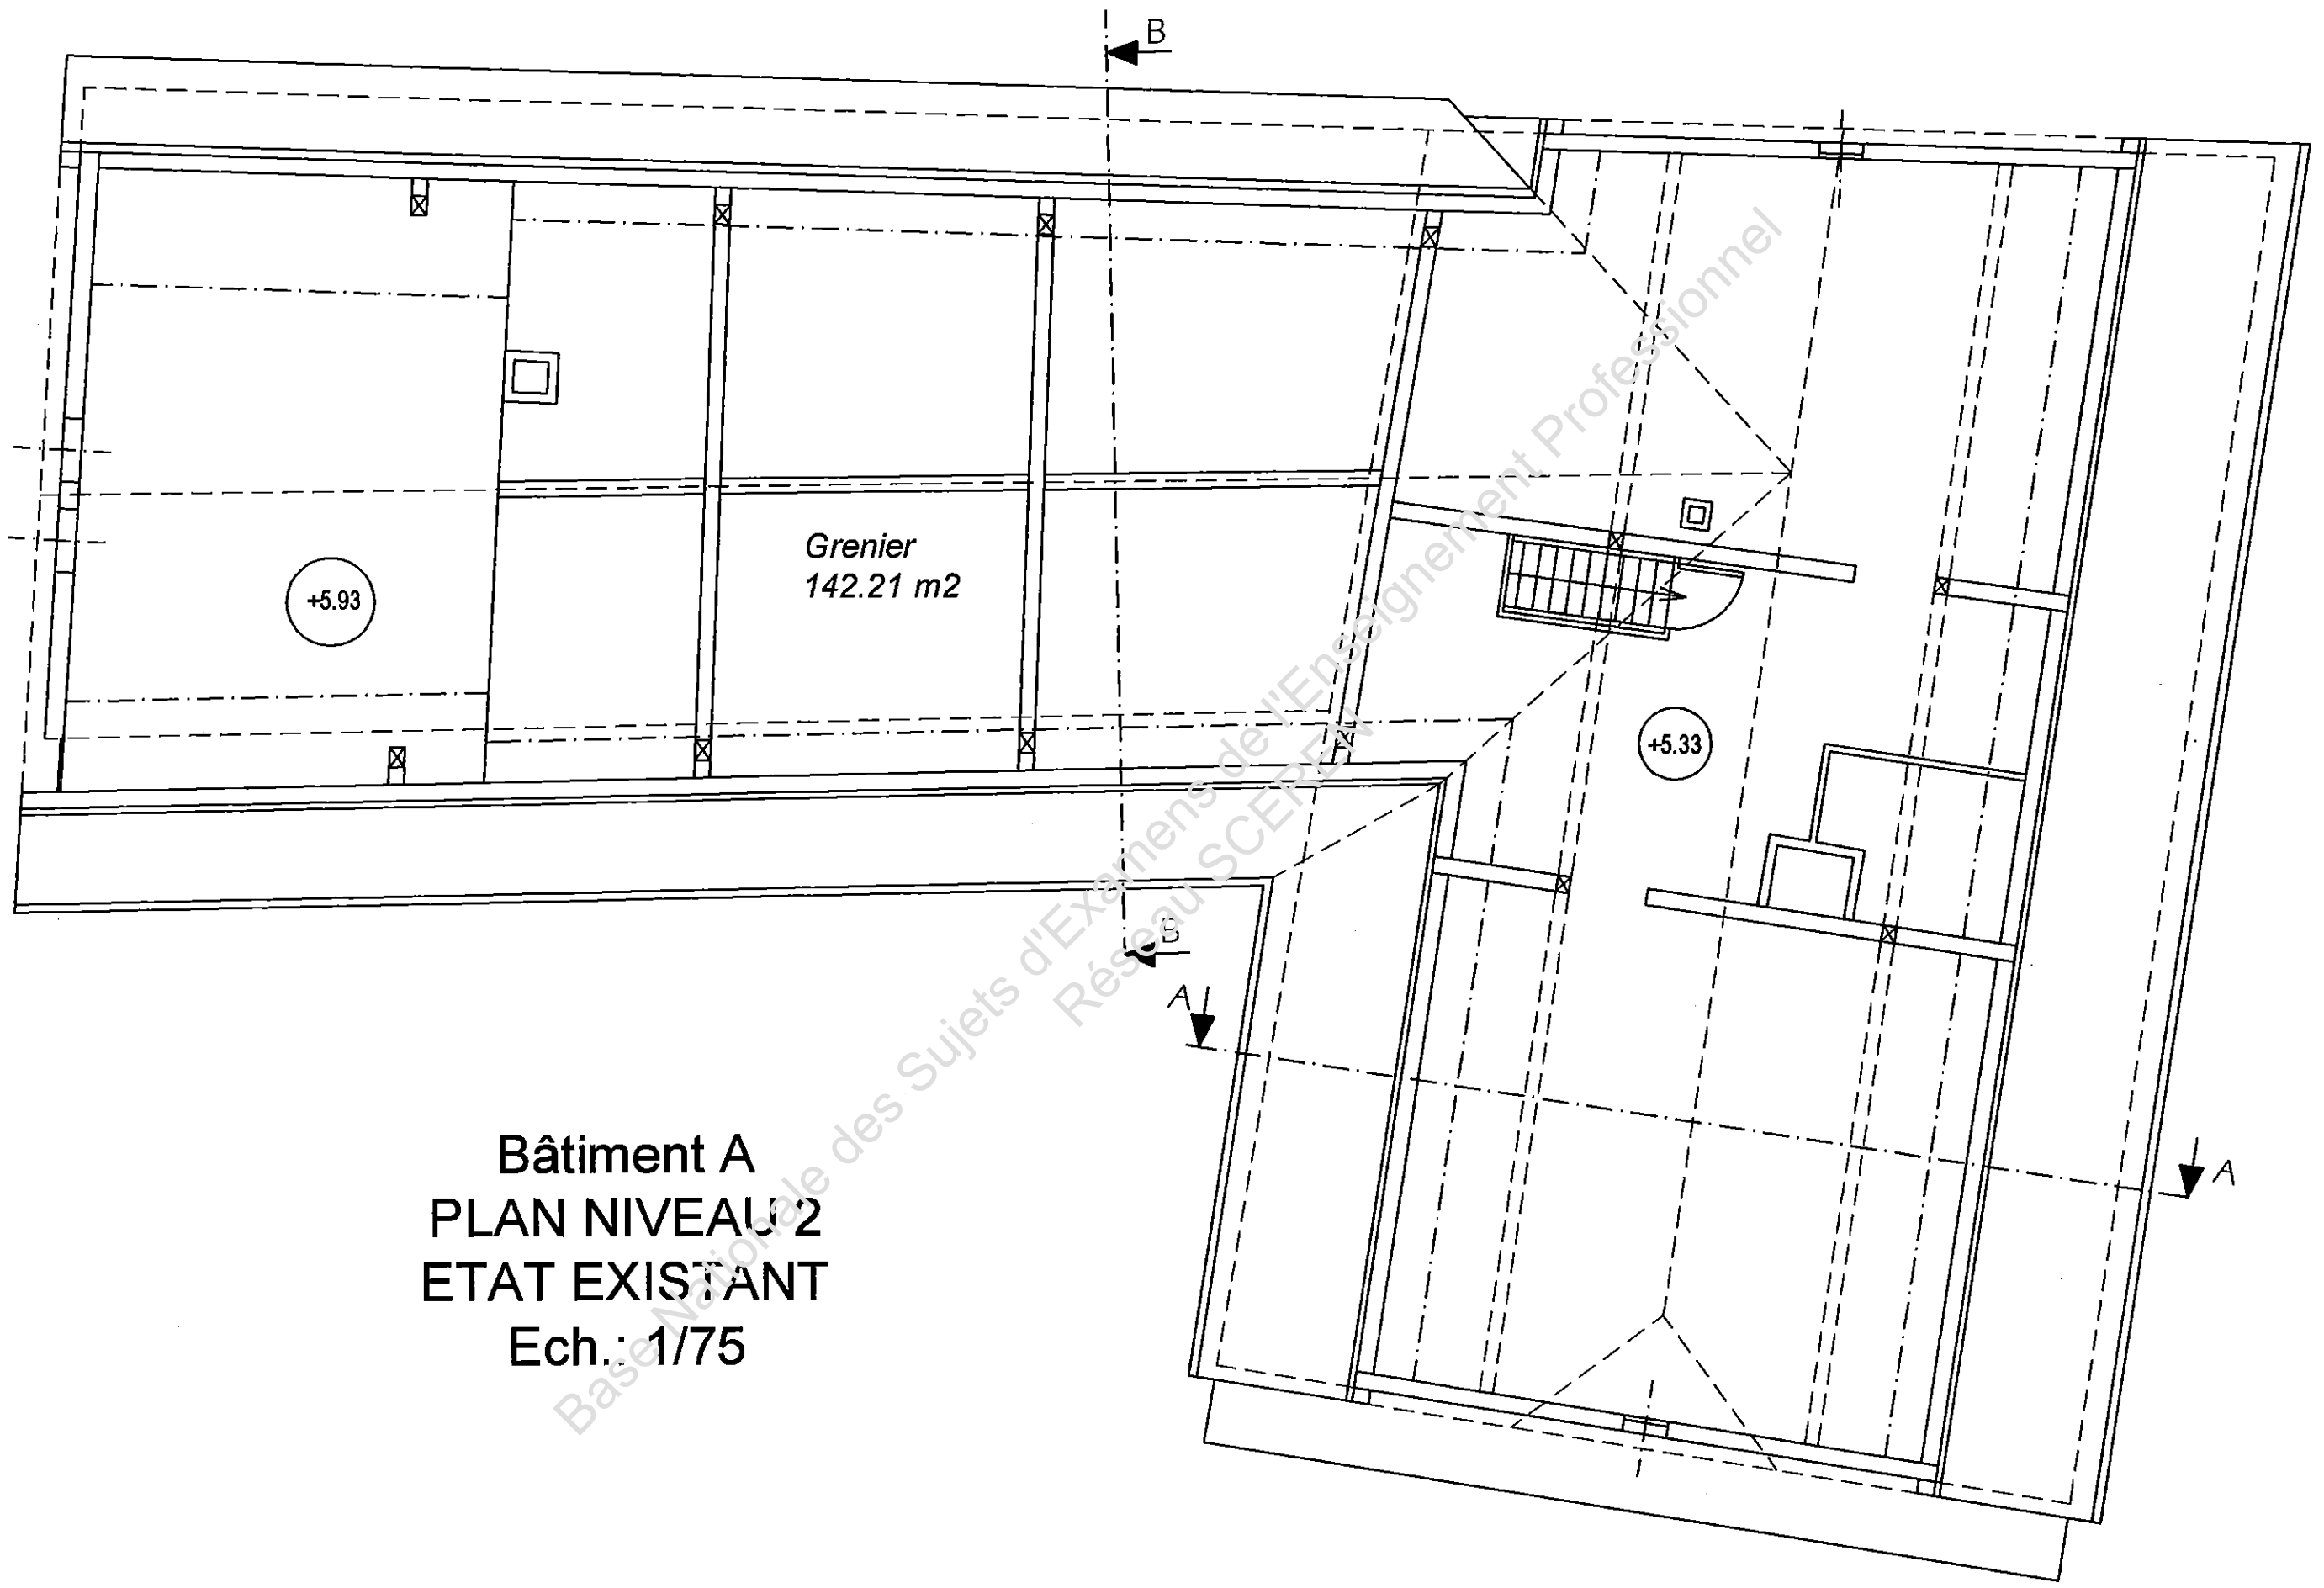 B
Grenier
142.21 m2
+5.93
+5.33
B
A
A
Bâtiment A
PLAN NIVEAU 2
ETAT EXISTANT
Ech.: 1/75
Base Nationale des Sujets d'Examens de l'Enseignement Professionnel
Réseau SCEREN